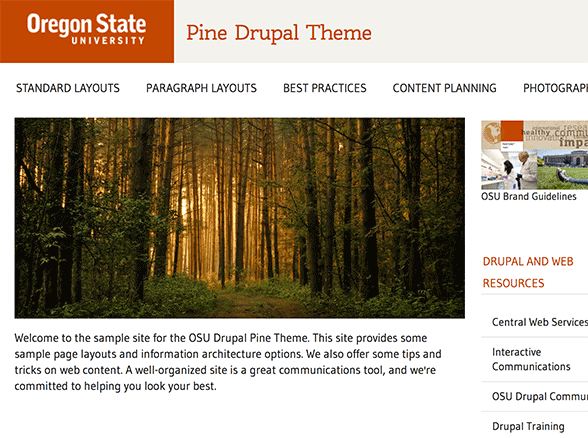 Oregon State
UNIVERSITY
Pine Drupal Theme
STANDARD LAYOUTS PARAGRAPH LAYOUTS BEST PRACTICES CONTENT PLANNING PHOTOGRAPH
healthy
impa
OSU Brand Guidelines
DRUPAL AND WEB
RESOURCES
Central Web Services
Interactive
Communications
OSU Drupal Commu
Drupal Training
Welcome to the sample site for the OSU Drupal Pine Theme. This site provides some
sample page layouts and information architecture options. We also offer some tips and
tricks on web content. A well-organized site is a great communications tool, and we're
committed to helping you look your best.